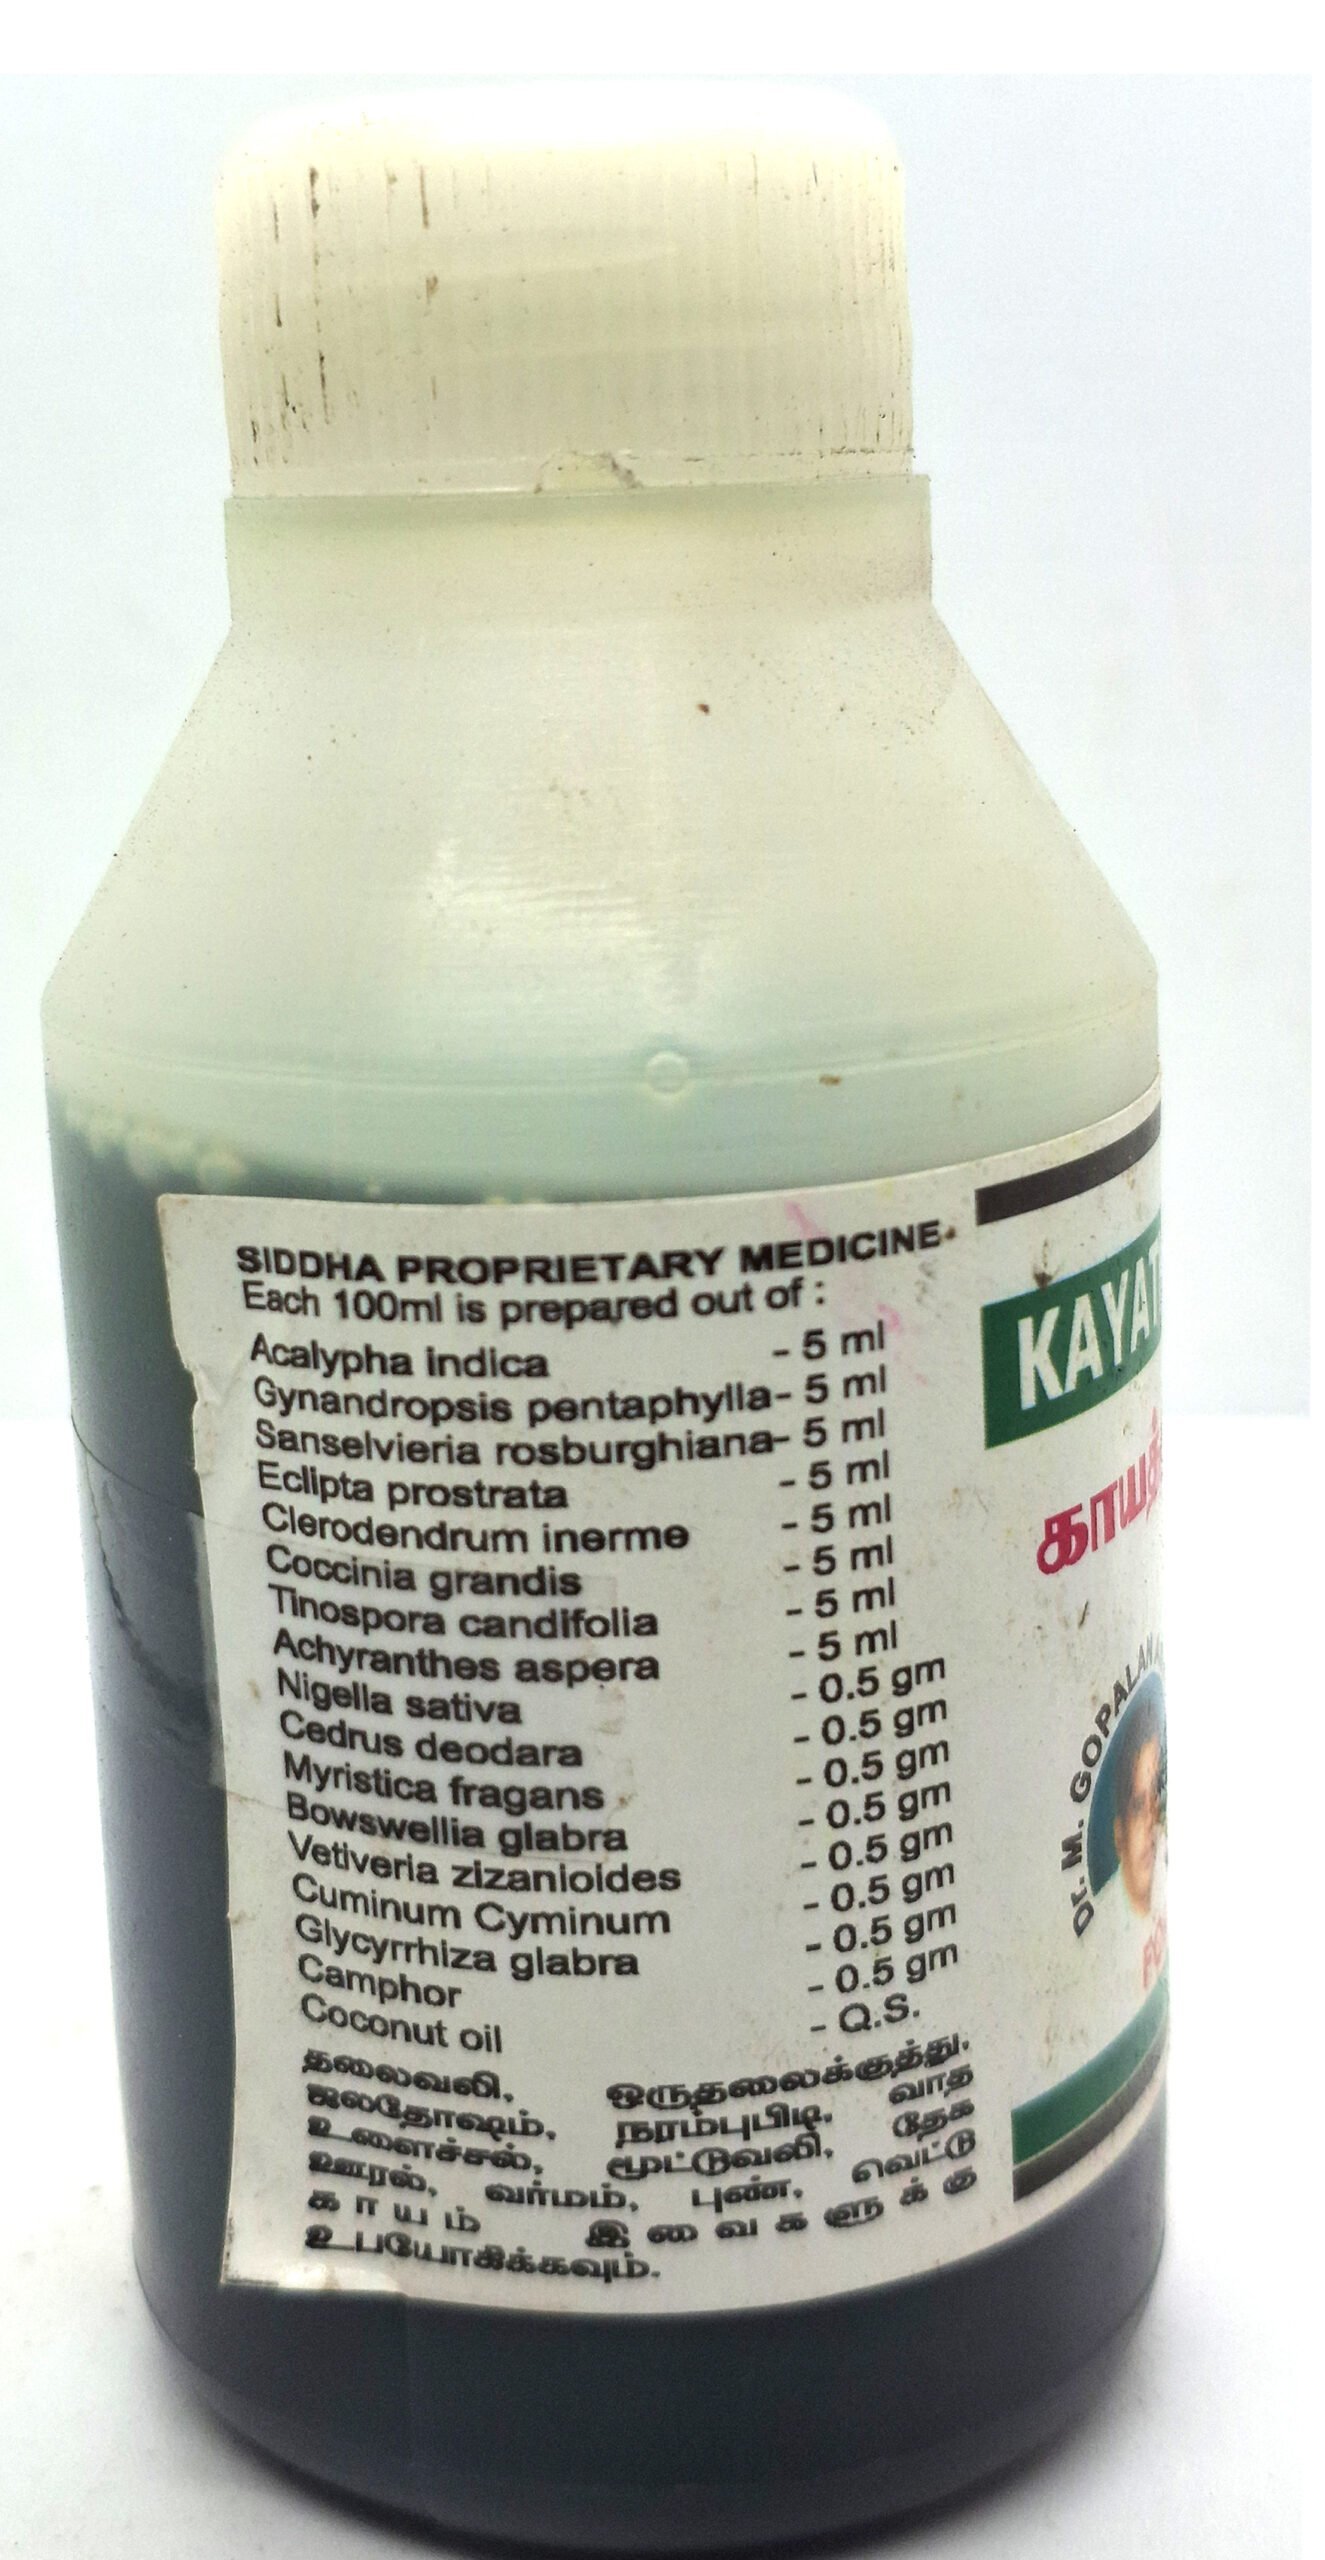 SIDDHA PROPRIETARY MEDICINE
Each 100ml is prepared out of :
Acalypha indica - 5 ml
Gynandropsis pentaphylla- 5 ml
Sanselvieria rosburghiana- 5 ml
Eclipta prostrata - 5 ml
Clerodendrum inerme - 5 ml
Coccinia grandis - 5 ml
Tinospora candifolia - 5 ml
Achyranthes aspera - 5 ml
Nigella sativa - 0.5 gm
Cedrus deodara - 0.5 gm
Myristica fragans - 0.5 gm
Bowswellia glabra - 0.5 gm
Vetiveria zizanioides - 0.5 gm
Cuminum Cyminum - 0.5 gm
Glycyrrhiza glabra - 0.5 gm
Camphor - 0.5 gm
Coconut oil - Q.S.
தலைவலி, ஒருதலைக்குத்து,
ஜலதோஷம், நரம்புபிடி, வாத
உளைச்சல், மூட்டுவலி, தேக
ஊரல், வர்மம், புண், வெட்டு
காயம் இவைகளுக்கு
உபயோகிக்கவும்.
KAYAT
காயத்
Dr. M. GOPALAN